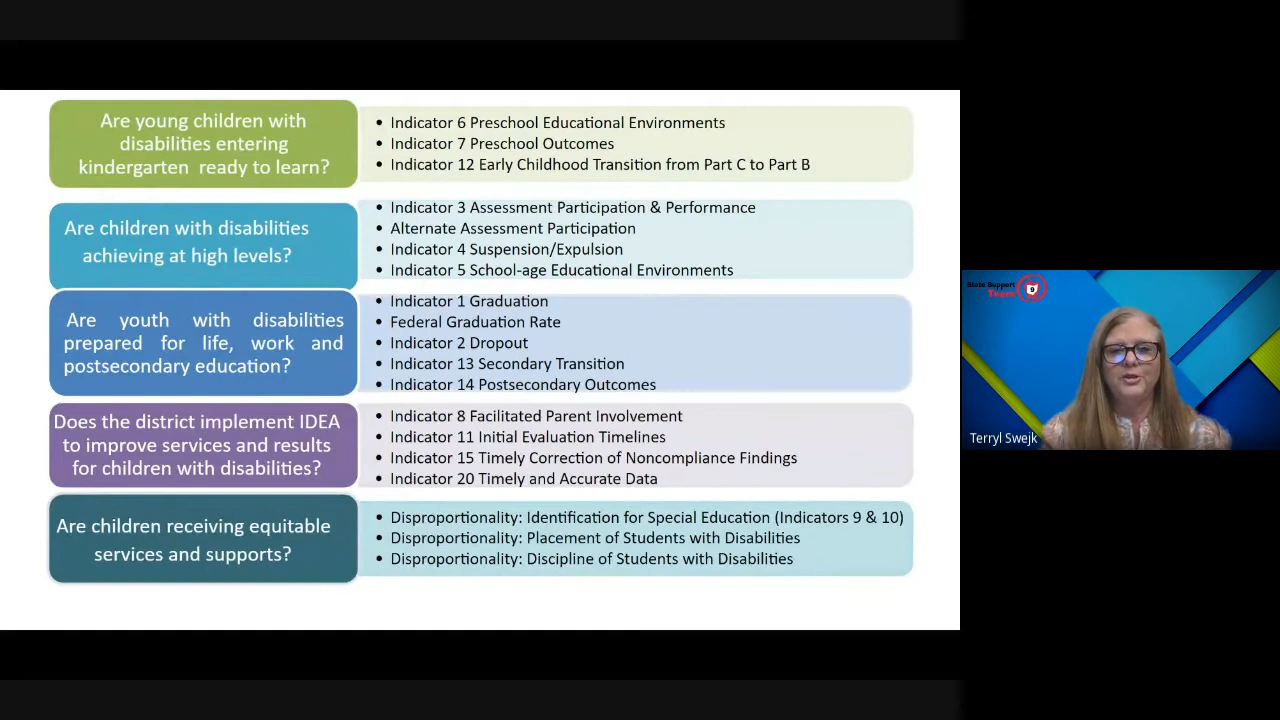 Are young children with
disabilities entering
kindergarten ready to learn?
• Indicator 6 Preschool Educational Environments
• Indicator 7 Preschool Outcomes
• Indicator 12 Early Childhood Transition from Part C to Part B
Are children with disabilities
achieving at high levels?
• Indicator 3 Assessment Participation & Performance
• Alternate Assessment Participation
• Indicator 4 Suspension/Expulsion
• Indicator 5 School-age Educational Environments
Are youth with disabilities
prepared for life, work and
postsecondary education?
• Indicator 1 Graduation
• Federal Graduation Rate
• Indicator 2 Dropout
• Indicator 13 Secondary Transition
• Indicator 14 Postsecondary Outcomes
Does the district implement IDEA
to improve services and results
for children with disabilities?
• Indicator 8 Facilitated Parent Involvement
• Indicator 11 Initial Evaluation Timelines
• Indicator 15 Timely Correction of Noncompliance Findings
• Indicator 20 Timely and Accurate Data
Are children receiving equitable
services and supports?
• Disproportionality: Identification for Special Education (Indicators 9 & 10)
• Disproportionality: Placement of Students with Disabilities
• Disproportionality: Discipline of Students with Disabilities
State Support
Team 9
Terryl Swejk